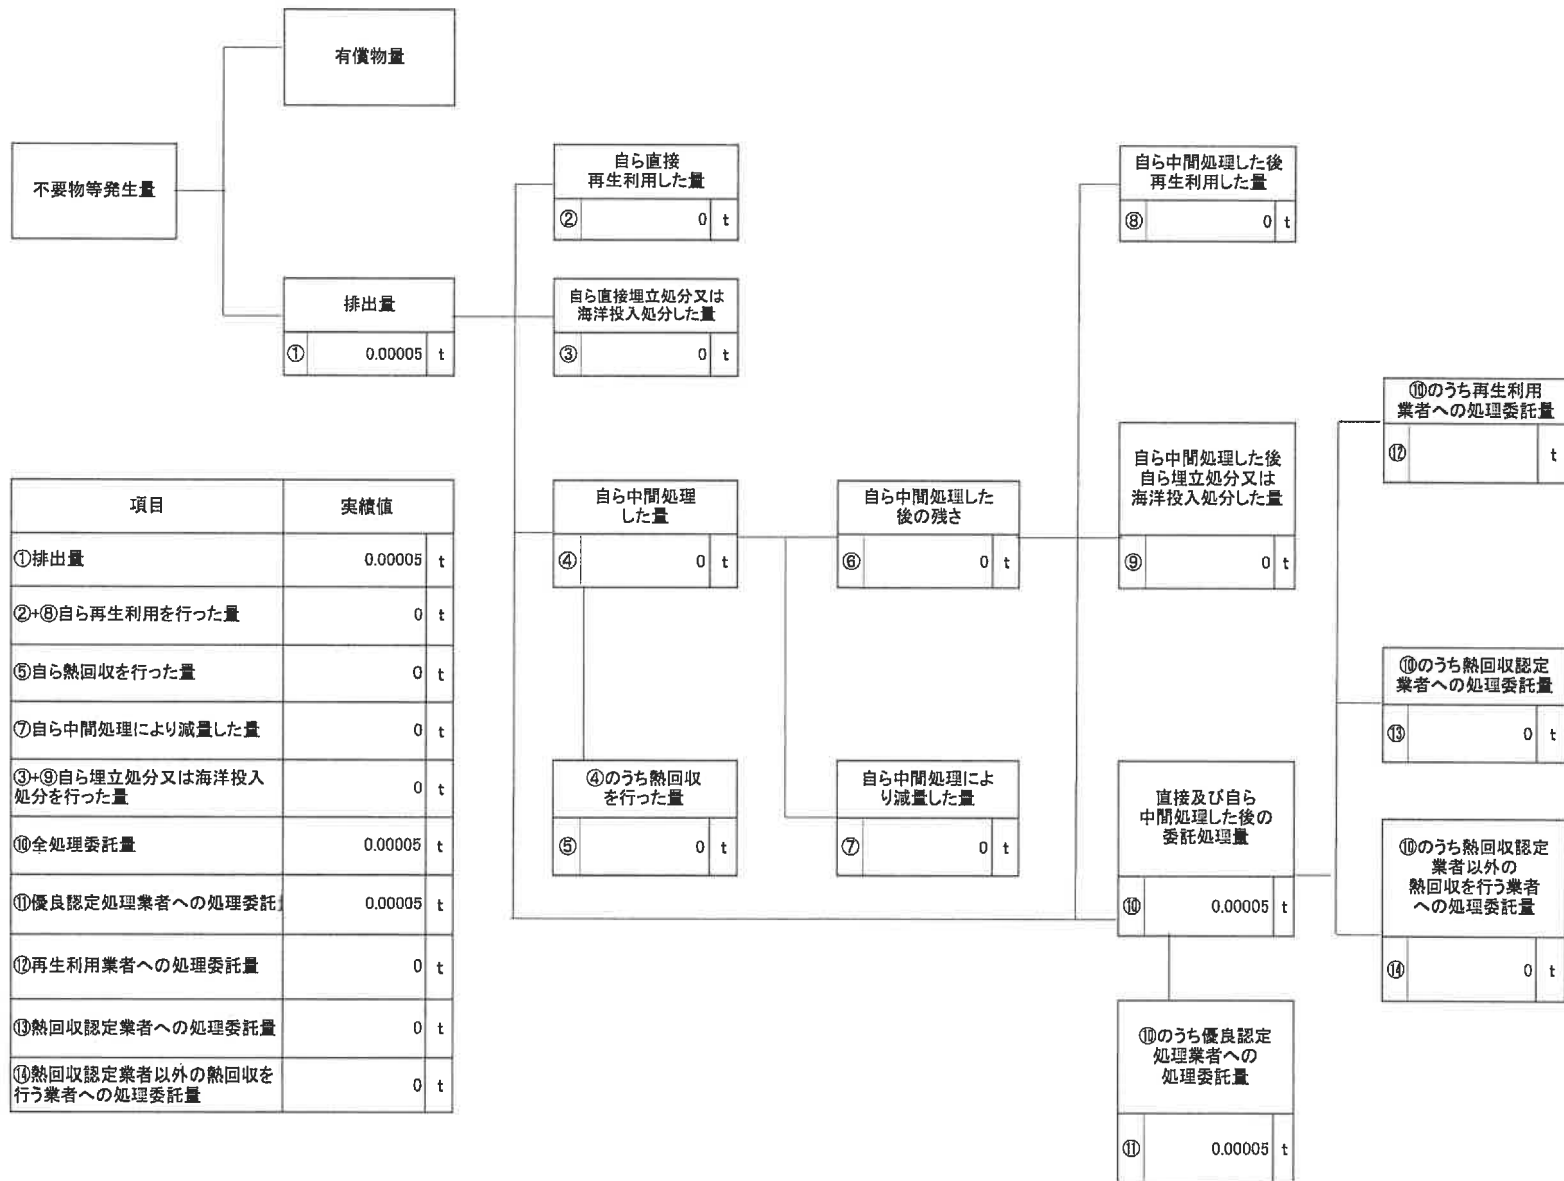 有償物量
不要物等発生量
排出量
① 0.00005 t
自ら直接
再生利用した量
② 0 t
自ら直接埋立処分又は
海洋投入処分した量
③ 0 t
自ら中間処理
した量
④ 0 t
④のうち熱回収
を行った量
⑤ 0 t
自ら中間処理した
後の残さ
⑥ 0 t
自ら中間処理によ
り減量した量
⑦ 0 t
自ら中間処理した後
再生利用した量
⑧ 0 t
自ら中間処理した後
自ら埋立処分又は
海洋投入処分した量
⑨ 0 t
直接及び自ら
中間処理した後の
委託処理量
⑩ 0.00005 t
⑩のうち優良認定
処理業者への
処理委託量
⑪ 0.00005 t
⑩のうち再生利用
業者への処理委託量
⑫ t
⑩のうち熱回収認定
業者への処理委託量
⑬ 0 t
⑩のうち熱回収認定
業者以外の
熱回収を行う業者
への処理委託量
⑭ 0 t
項目 実績値
①排出量 0.00005 t
②+⑧自ら再生利用を行った量 0 t
⑤自ら熱回収を行った量 0 t
⑦自ら中間処理により減量した量 0 t
③+⑨自ら埋立処分又は海洋投入
処分を行った量 0 t
⑩全処理委託量 0.00005 t
⑪優良認定処理業者への処理委託 0.00005 t
⑫再生利用業者への処理委託量 0 t
⑬熱回収認定業者への処理委託量 0 t
⑭熱回収認定業者以外の熱回収を
行う業者への処理委託量 0 t